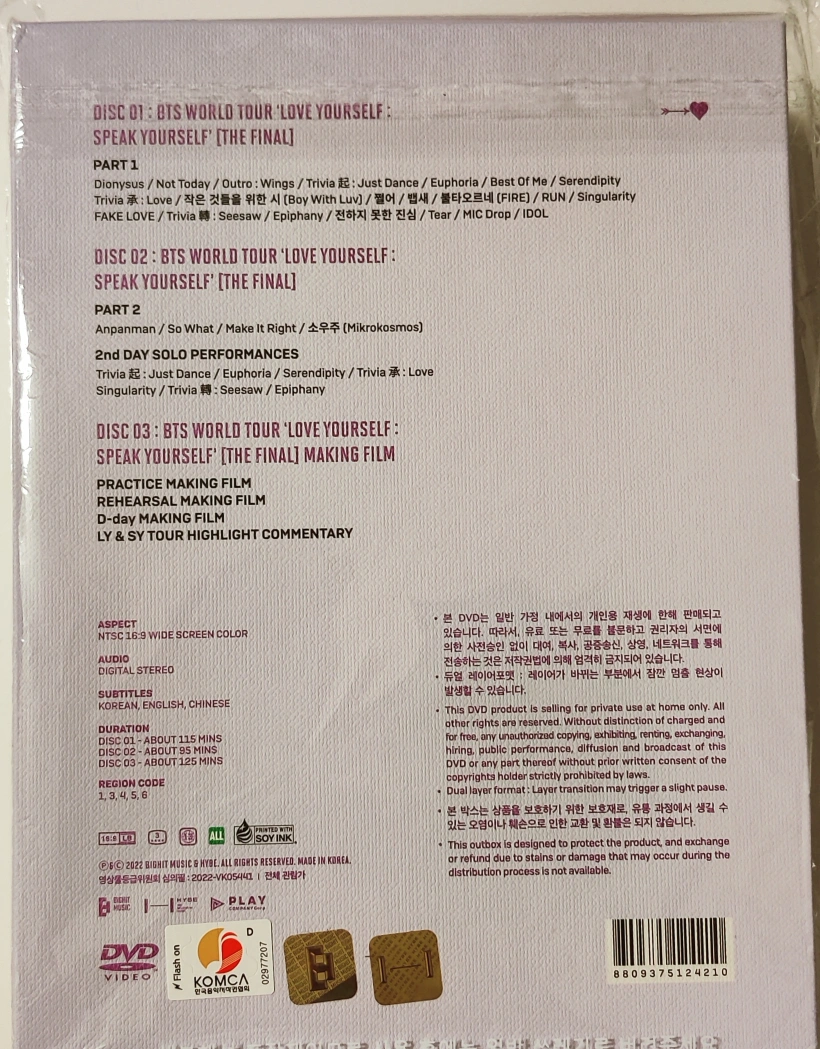 DISC 01 : BTS WORLD TOUR 'LOVE YOURSELF :
SPEAK YOURSELF' [THE FINAL]
PART 1
Dionysus / Not Today / Outro : Wings / Trivia 起 : Just Dance / Euphoria / Best Of Me / Serendipity
Trivia 承 : Love / 작은 것들을 위한 시 (Boy With Luv) / 쩔어 / 뱁새 / 불타오르네 (FIRE) / RUN / Singularity
FAKE LOVE / Trivia 轉 : Seesaw / Epiphany / 전하지 못한 진심 / Tear / MIC Drop / IDOL
DISC 02 : BTS WORLD TOUR 'LOVE YOURSELF :
SPEAK YOURSELF' [THE FINAL]
PART 2
Anpanman / So What / Make It Right / 소우주 (Mikrokosmos)
2nd DAY SOLO PERFORMANCES
Trivia 起 : Just Dance / Euphoria / Serendipity / Trivia 承 : Love
Singularity / Trivia 轉 : Seesaw / Epiphany
DISC 03 : BTS WORLD TOUR 'LOVE YOURSELF :
SPEAK YOURSELF' [THE FINAL] MAKING FILM
PRACTICE MAKING FILM
REHEARSAL MAKING FILM
D-day MAKING FILM
LY & SY TOUR HIGHLIGHT COMMENTARY
ASPECT
NTSC 16:9 WIDE SCREEN COLOR
AUDIO
DIGITAL STEREO
SUBTITLES
KOREAN, ENGLISH, CHINESE
DURATION
DISC 01 - ABOUT 115 MINS
DISC 02 - ABOUT 95 MINS
DISC 03 - ABOUT 125 MINS
REGION CODE
1, 3, 4, 5, 6
• 본 DVD는 일반 가정 내에서의 개인용 재생에 한해 판매되고
있습니다. 따라서, 유료 또는 무료를 불문하고 권리자의 서면에
의한 사전승인 없이 대여, 복사, 공중송신, 상영, 네트워크를 통해
전송하는 것은 저작권법에 의해 엄격히 금지되어 있습니다.
• 듀얼 레이어포맷 : 레이어가 바뀌는 부분에서 잠깐 멈춤 현상이
발생할 수 있습니다.
• This DVD product is selling for private use at home only. All
other rights are reserved. Without distinction of charged and
for free, any unauthorized copying, exhibiting, renting, exchanging,
hiring, public performance, diffusion and broadcast of this
DVD or any part thereof without prior written consent of the
copyrights holder strictly prohibited by laws.
• Dual layer format : Layer transition may trigger a slight pause.
• 본 박스는 상품을 보호하기 위한 보호재로, 유통 과정에서 생길 수
있는 오염이나 훼손으로 인한 교환 및 환불은 되지 않습니다.
• This outbox is designed to protect the product, and exchange
or refund due to stains or damage that may occur during the
distribution process is not available.
16:9 LB
3
ALL
PRINTED WITH
SOY INK
℗&© 2022 BIGHIT MUSIC & HYBE. ALL RIGHTS RESERVED. MADE IN KOREA.
영상물등급위원회 심의필 : 2022-VK05441 | 전체 관람가
BIGHIT
MUSIC
HYBE
PLAY
COMPANY Corp
DVD
VIDEO
Flash on
D
KOMCA
한국음악저작권협회
02977207
8809375124210